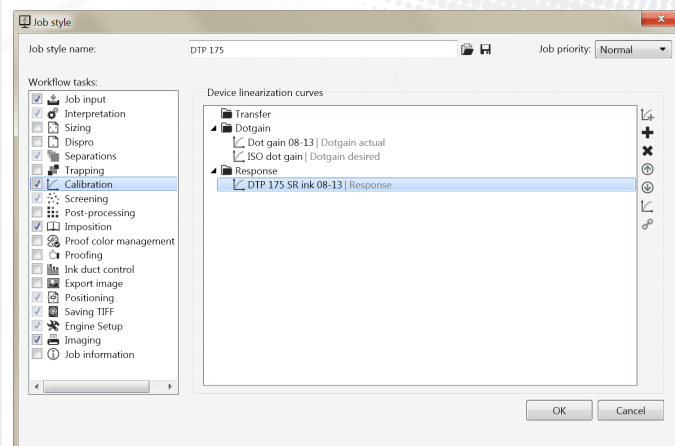 Job style
Job style name: DTP 175 Job priority: Normal
Workflow tasks:
Job input
Interpretation
Sizing
Dispro
Separations
Trapping
Calibration
Screening
Post-processing
Imposition
Proof color management
Proofing
Ink duct control
Export image
Positioning
Saving TIFF
Engine Setup
Imaging
Job information
Device linearization curves
Transfer
Dotgain
Dot gain 08-13 | Dotgain actual
ISO dot gain | Dotgain desired
Response
DTP 175 SR ink 08-13 | Response
OK Cancel